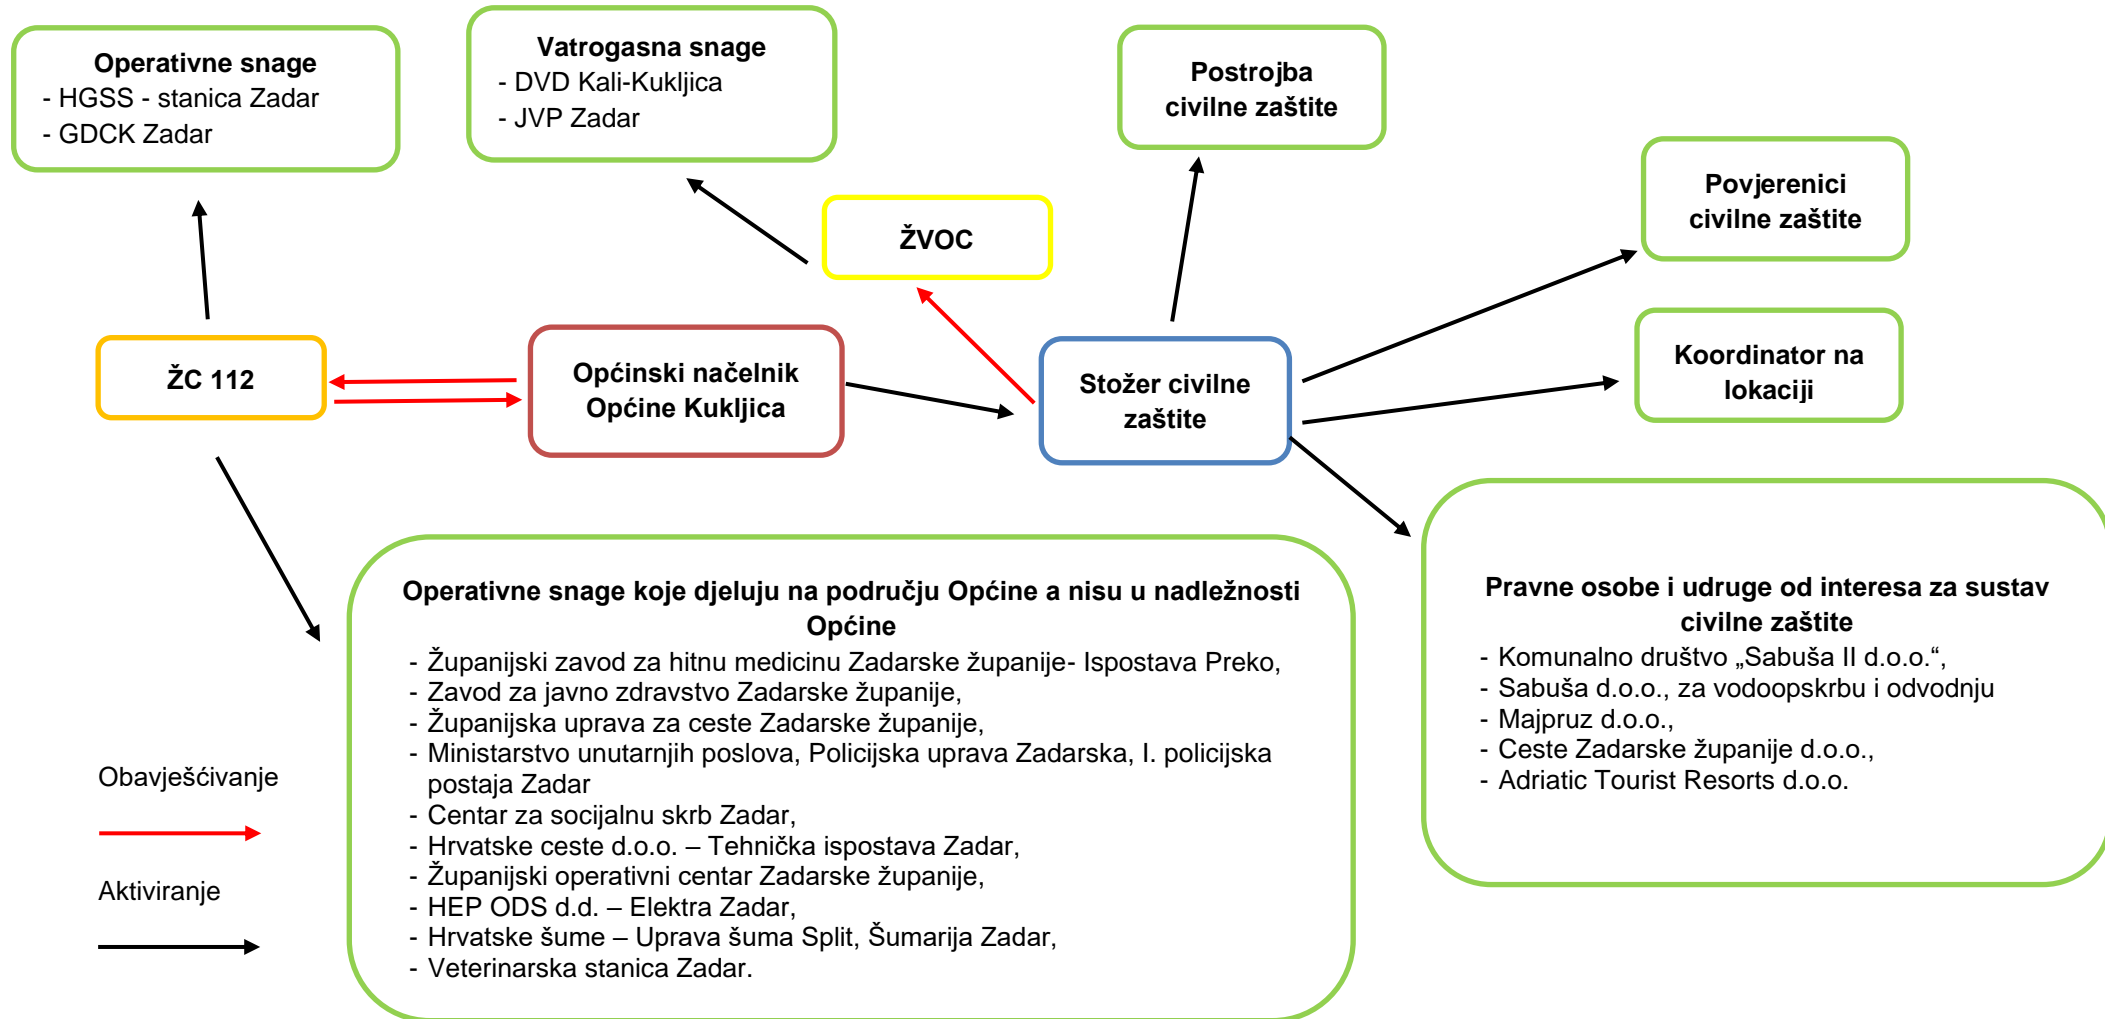 Operativne snage
- HGSS - stanica Zadar
- GDCK Zadar
Vatrogasna snage
- DVD Kali-Kukljica
- JVP Zadar
Postrojba
civilne zaštite
Povjerenici
civilne zaštite
ŽVOC
ŽC 112
Općinski načelnik
Općine Kukljica
Stožer civilne
zaštite
Koordinator na
lokaciji
Operativne snage koje djeluju na području Općine a nisu u nadležnosti
Općine
- Županijski zavod za hitnu medicinu Zadarske županije- Ispostava Preko,
- Zavod za javno zdravstvo Zadarske županije,
- Županijska uprava za ceste Zadarske županije,
- Ministarstvo unutarnjih poslova, Policijska uprava Zadarska, I. policijska
postaja Zadar
- Centar za socijalnu skrb Zadar,
- Hrvatske ceste d.o.o. – Tehnička ispostava Zadar,
- Županijski operativni centar Zadarske županije,
- HEP ODS d.d. – Elektra Zadar,
- Hrvatske šume – Uprava šuma Split, Šumarija Zadar,
- Veterinarska stanica Zadar.
Pravne osobe i udruge od interesa za sustav
civilne zaštite
- Komunalno društvo „Sabuša II d.o.o.“,
- Sabuša d.o.o., za vodoopskrbu i odvodnju
- Majpruz d.o.o.,
- Ceste Zadarske županije d.o.o.,
- Adriatic Tourist Resorts d.o.o.
Obavješćivanje
Aktiviranje